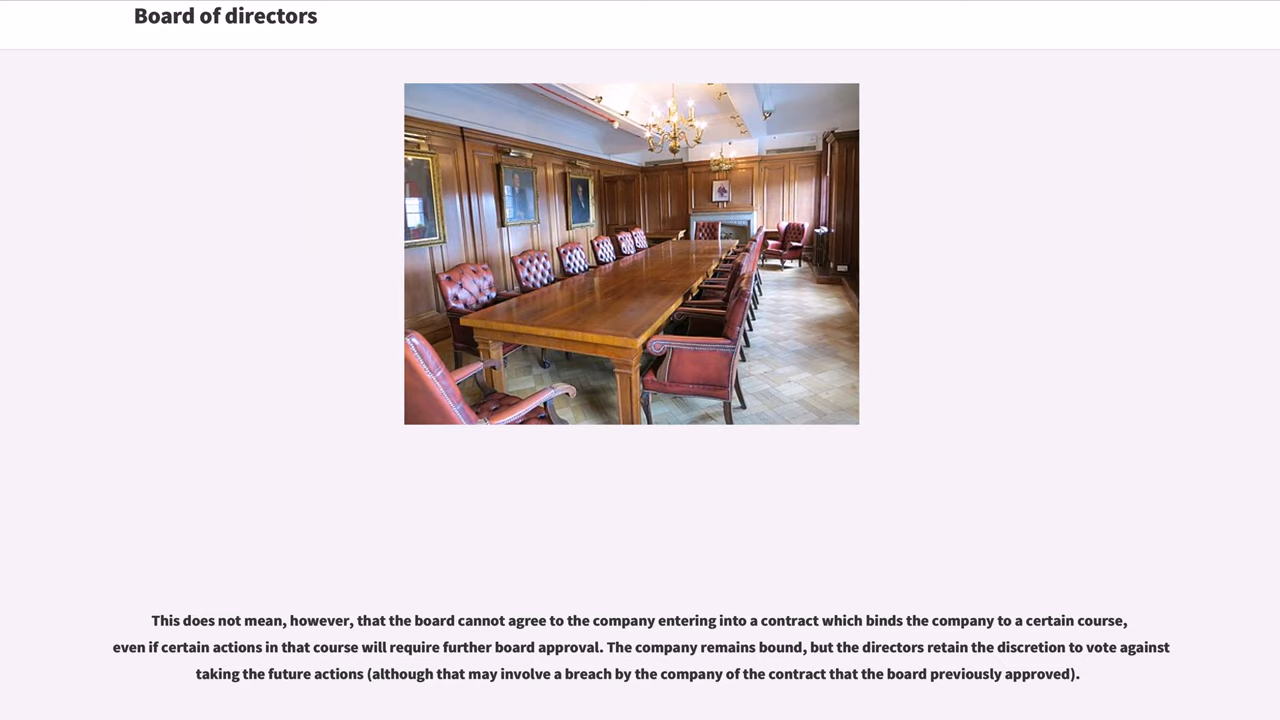 Board of directors
This does not mean, however, that the board cannot agree to the company entering into a contract which binds the company to a certain course,
even if certain actions in that course will require further board approval. The company remains bound, but the directors retain the discretion to vote against
taking the future actions (although that may involve a breach by the company of the contract that the board previously approved).